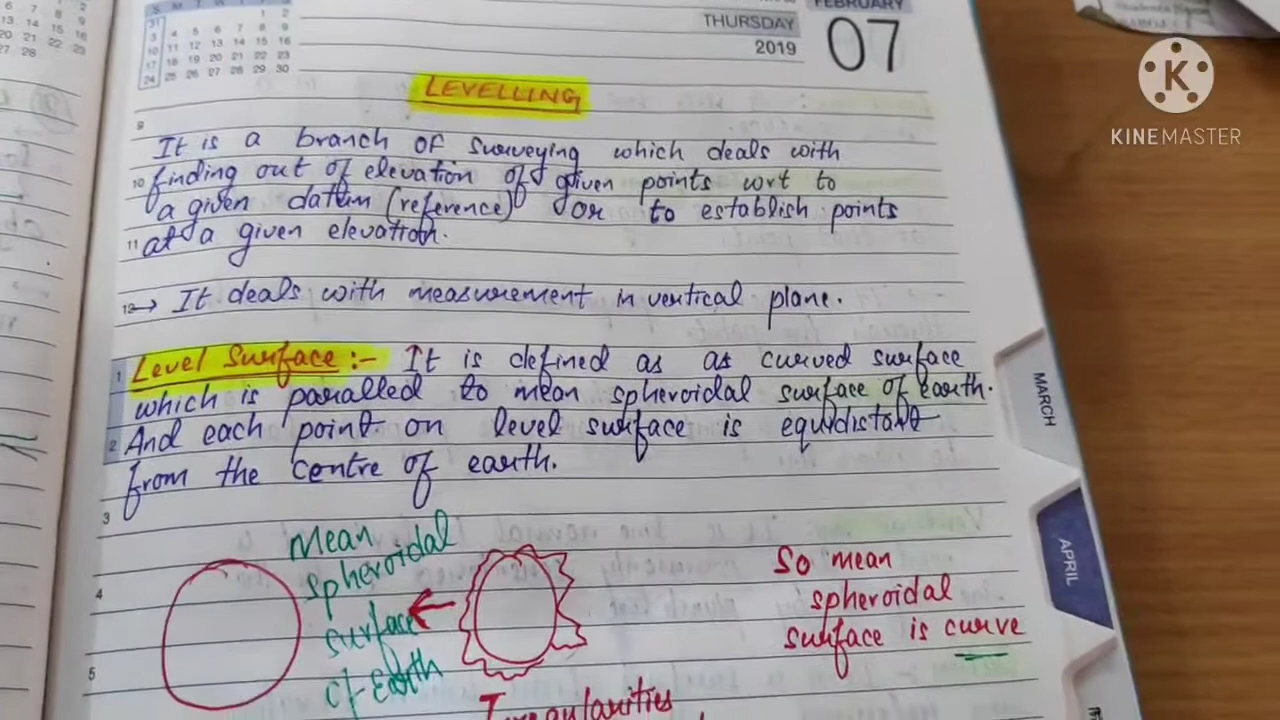 THURSDAY
2019
FEBRUARY
07
LEVELLING
It is a branch of surveying which deals with
finding out of elevation of given points wrt to
a given datum (reference) or to establish points
at a given elevation.
→ It deals with measurement in vertical plane.
Level Surface :- It is defined as as curved surface
which is paralled to mean spheroidal surface of earth.
And each point on level surface is equidistant
from the centre of earth.
Mean
spheroidal
surface
of earth
So mean
spheroidal
surface is curve
Irregularities
MARCH
APRIL
KINEMASTER